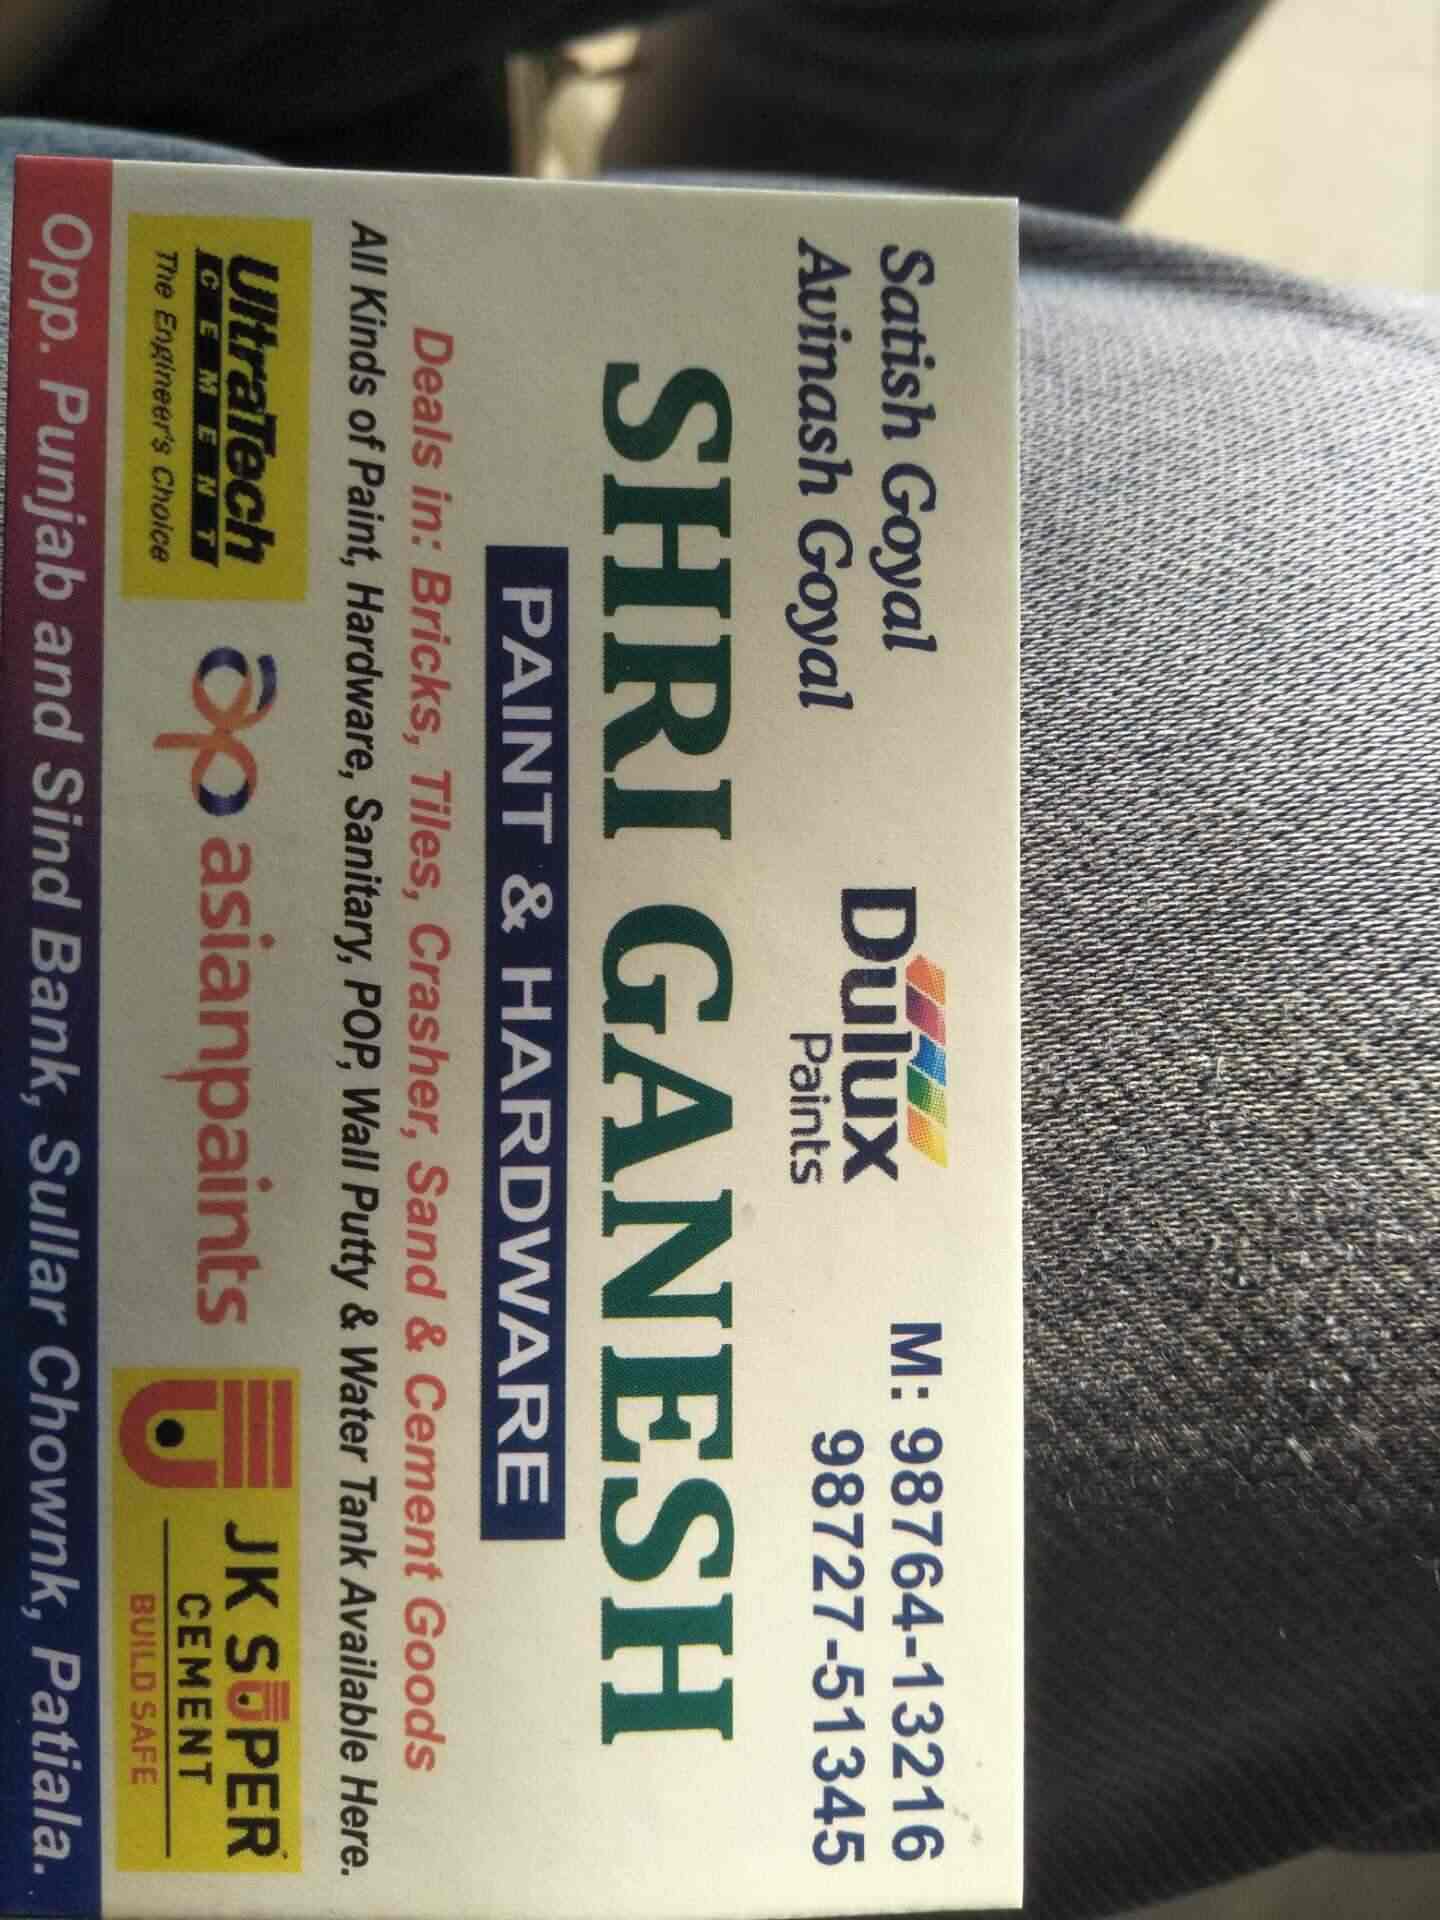 Satish Goyal
Avinash Goyal
Dulux
Paints
M: 98764-13216
98727-51345
SHRI GANESH
PAINT & HARDWARE
Deals in: Bricks, Tiles, Crasher, Sand & Cement Goods
All Kinds of Paint, Hardware, Sanitary, POP, Wall Putty & Water Tank Available Here.
UltraTech
CEMENT
The Engineer's Choice
ap asianpaints
JK SUPER
CEMENT
BUILD SAFE
Opp. Punjab and Sind Bank, Sullar Chownk, Patiala.